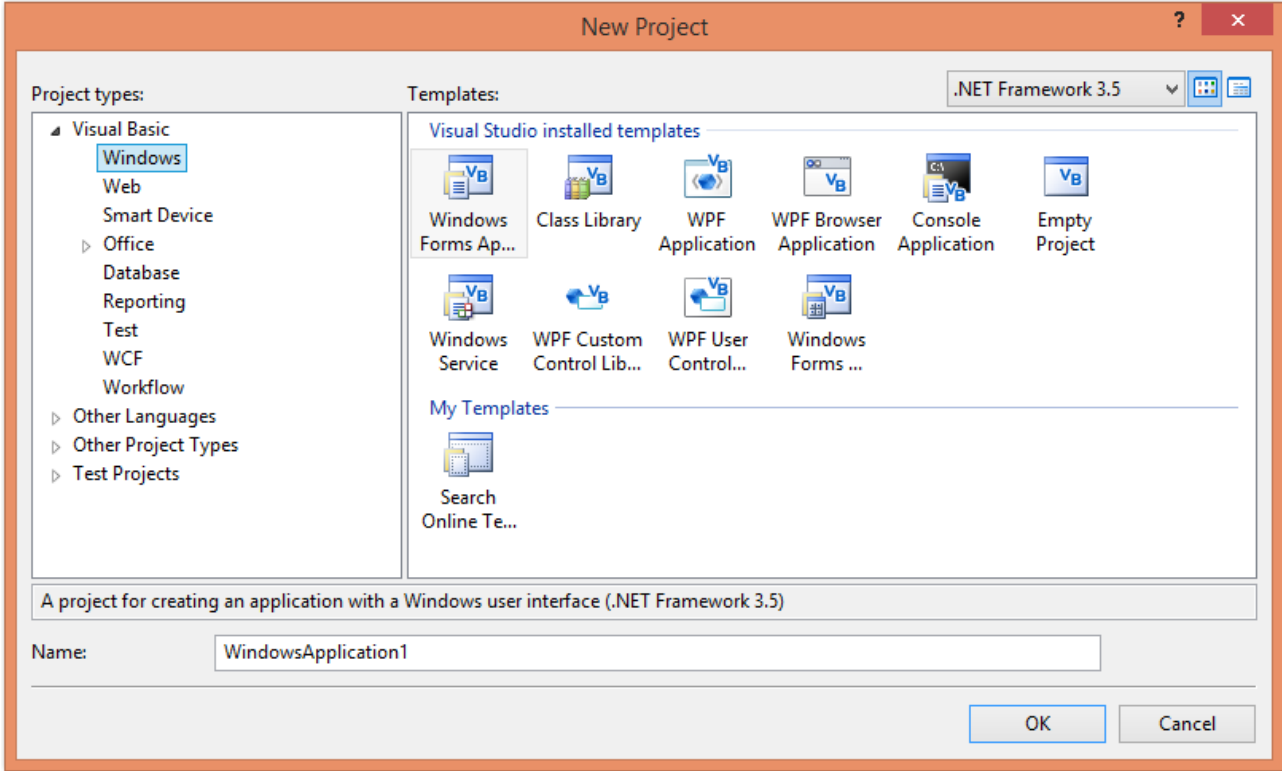 New Project
?
Project types:
Templates:
.NET Framework 3.5
Visual Basic
Windows
Web
Smart Device
Office
Database
Reporting
Test
WCF
Workflow
Other Languages
Other Project Types
Test Projects
Visual Studio installed templates
Windows
Forms Ap...
Class Library
WPF
Application
WPF Browser
Application
Console
Application
Empty
Project
Windows
Service
WPF Custom
Control Lib...
WPF User
Control...
Windows
Forms ...
My Templates
Search
Online Te...
A project for creating an application with a Windows user interface (.NET Framework 3.5)
Name:
WindowsApplication1
OK
Cancel